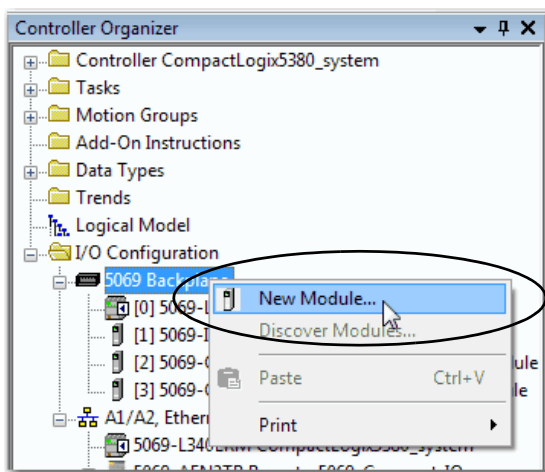 Controller Organizer
Controller CompactLogix5380_system
Tasks
Motion Groups
Add-On Instructions
Data Types
Trends
Logical Model
I/O Configuration
5069 Backplane
New Module...
[0] 5069-L
Discover Modules...
[1] 5069-I
[2] 5069-
ule
Paste Ctrl+V
[3] 5069-
le
A1/A2, Ether
Print
5069-L340ERM CompactLogix5380_system